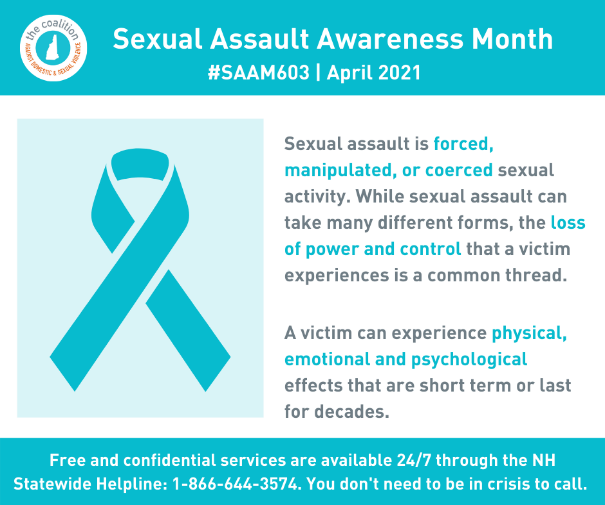 the coalition
AGAINST DOMESTIC & SEXUAL VIOLENCE
Sexual Assault Awareness Month
#SAAM603 | April 2021
Sexual assault is forced,
manipulated, or coerced sexual
activity. While sexual assault can
take many different forms, the loss
of power and control that a victim
experiences is a common thread.
A victim can experience physical,
emotional and psychological
effects that are short term or last
for decades.
Free and confidential services are available 24/7 through the NH
Statewide Helpline: 1-866-644-3574. You don't need to be in crisis to call.